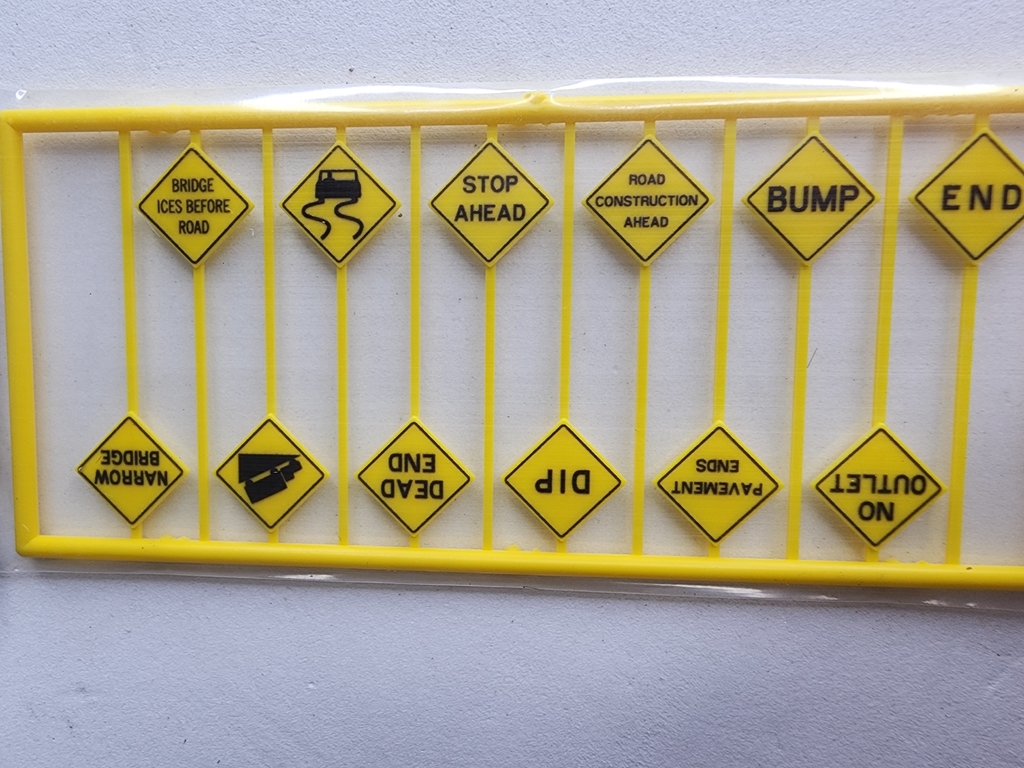 BRIDGE
ICES BEFORE
ROAD
STOP
AHEAD
ROAD
CONSTRUCTION
AHEAD
BUMP
END
NARROW
BRIDGE
DEAD
END
DIP
PAVEMENT
ENDS
NO
OUTLET